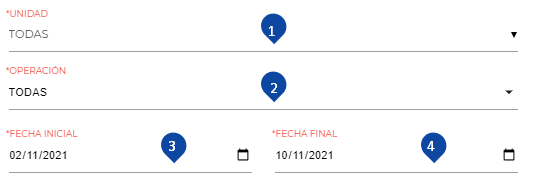 *UNIDAD
TODAS 1
*OPERACIÓN
TODAS 2
*FECHA INICIAL
02/11/2021 3
*FECHA FINAL
10/11/2021 4